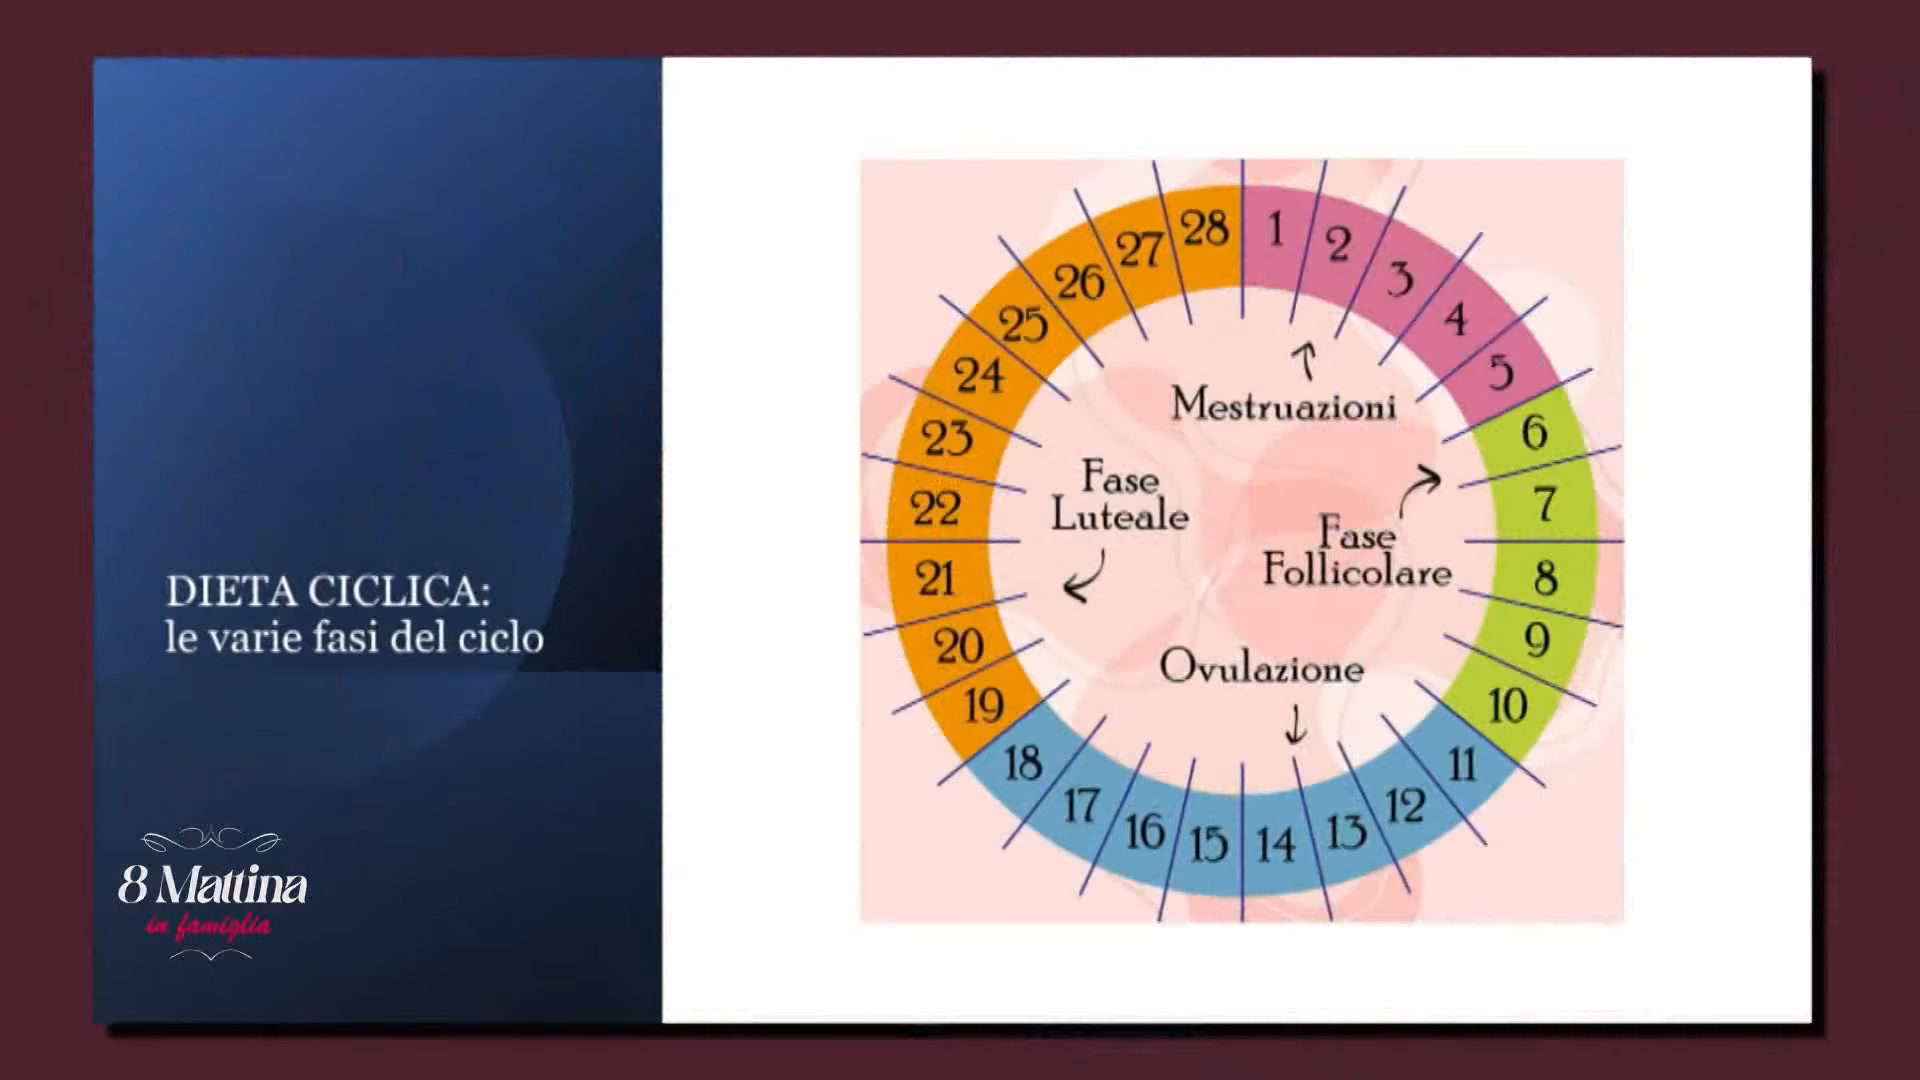 DIETA CICLICA:
le varie fasi del ciclo
8 Mattina
in famiglia
28
1
2
3
4
5
6
7
8
9
10
11
12
13
14
15
16
17
18
19
20
21
22
23
24
25
26
27
Mestruazioni
Fase
Follicolare
Ovulazione
Fase
Luteale